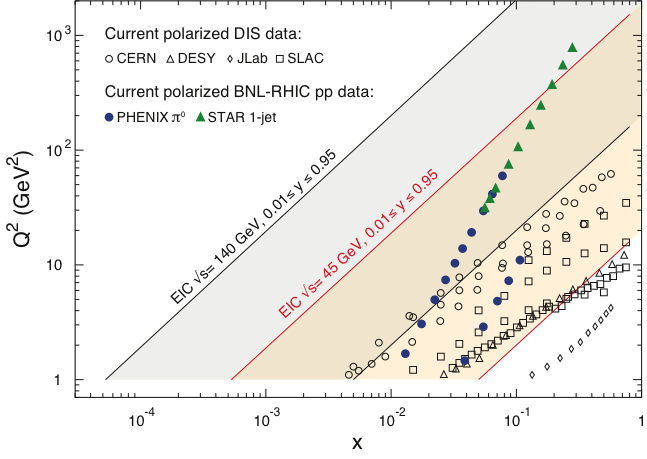 Current polarized DIS data:
CERN DESY JLab SLAC
Current polarized BNL-RHIC pp data:
PHENIX π⁰ STAR 1-jet
EIC √s= 140 GeV, 0.01≤ y ≤ 0.95
EIC √s= 45 GeV, 0.01≤ y ≤ 0.95
Q² (GeV²)
10³
10²
10
1
10⁻⁴ 10⁻³ 10⁻² 10⁻¹ 1
x